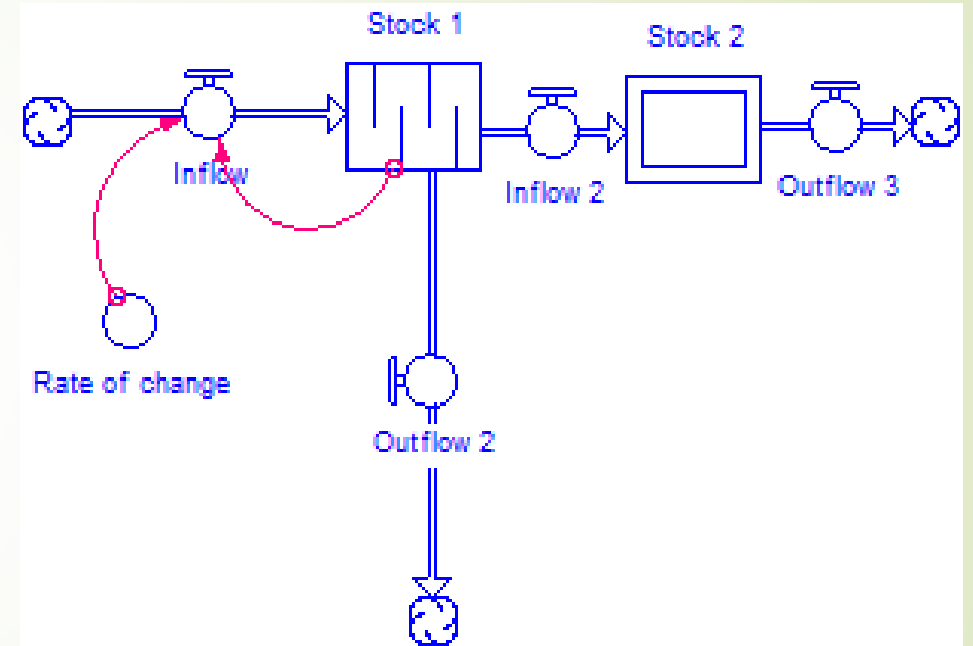 Stock 1
Stock 2
Inflow
Inflow 2
Outflow 3
Rate of change
Outflow 2